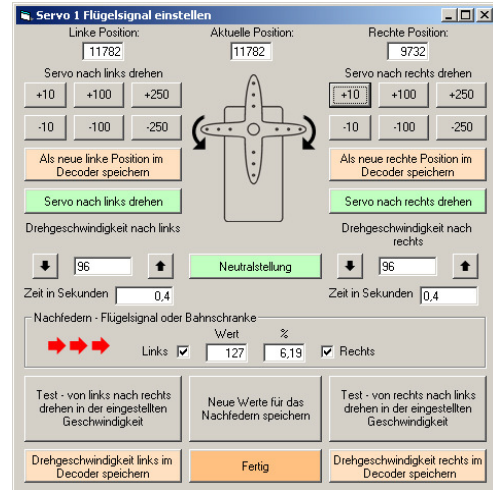 Servo 1 Flügelsignal einstellen
Linke Position:
Aktuelle Position:
Rechte Position:
11782
11782
9732
Servo nach links drehen
Servo nach rechts drehen
+10 +100 +250
+10 +100 +250
-10 -100 -250
-10 -100 -250
Als neue linke Position im
Decoder speichern
Als neue rechte Position im
Decoder speichern
Servo nach links drehen
Servo nach rechts drehen
Drehgeschwindigkeit nach links
Drehgeschwindigkeit nach
rechts
96
Neutralstellung
96
Zeit in Sekunden 0,4
Zeit in Sekunden 0,4
Nachfedern - Flügelsignal oder Bahnschranke
Wert %
Links 127 6,19 Rechts
Test - von links nach rechts
drehen in der eingestellten
Geschwindigkeit
Neue Werte für das
Nachfedern speichern
Test - von rechts nach links
drehen in der eingestellten
Geschwindigkeit
Drehgeschwindigkeit links im
Decoder speichern
Fertig
Drehgeschwindigkeit rechts im
Decoder speichern